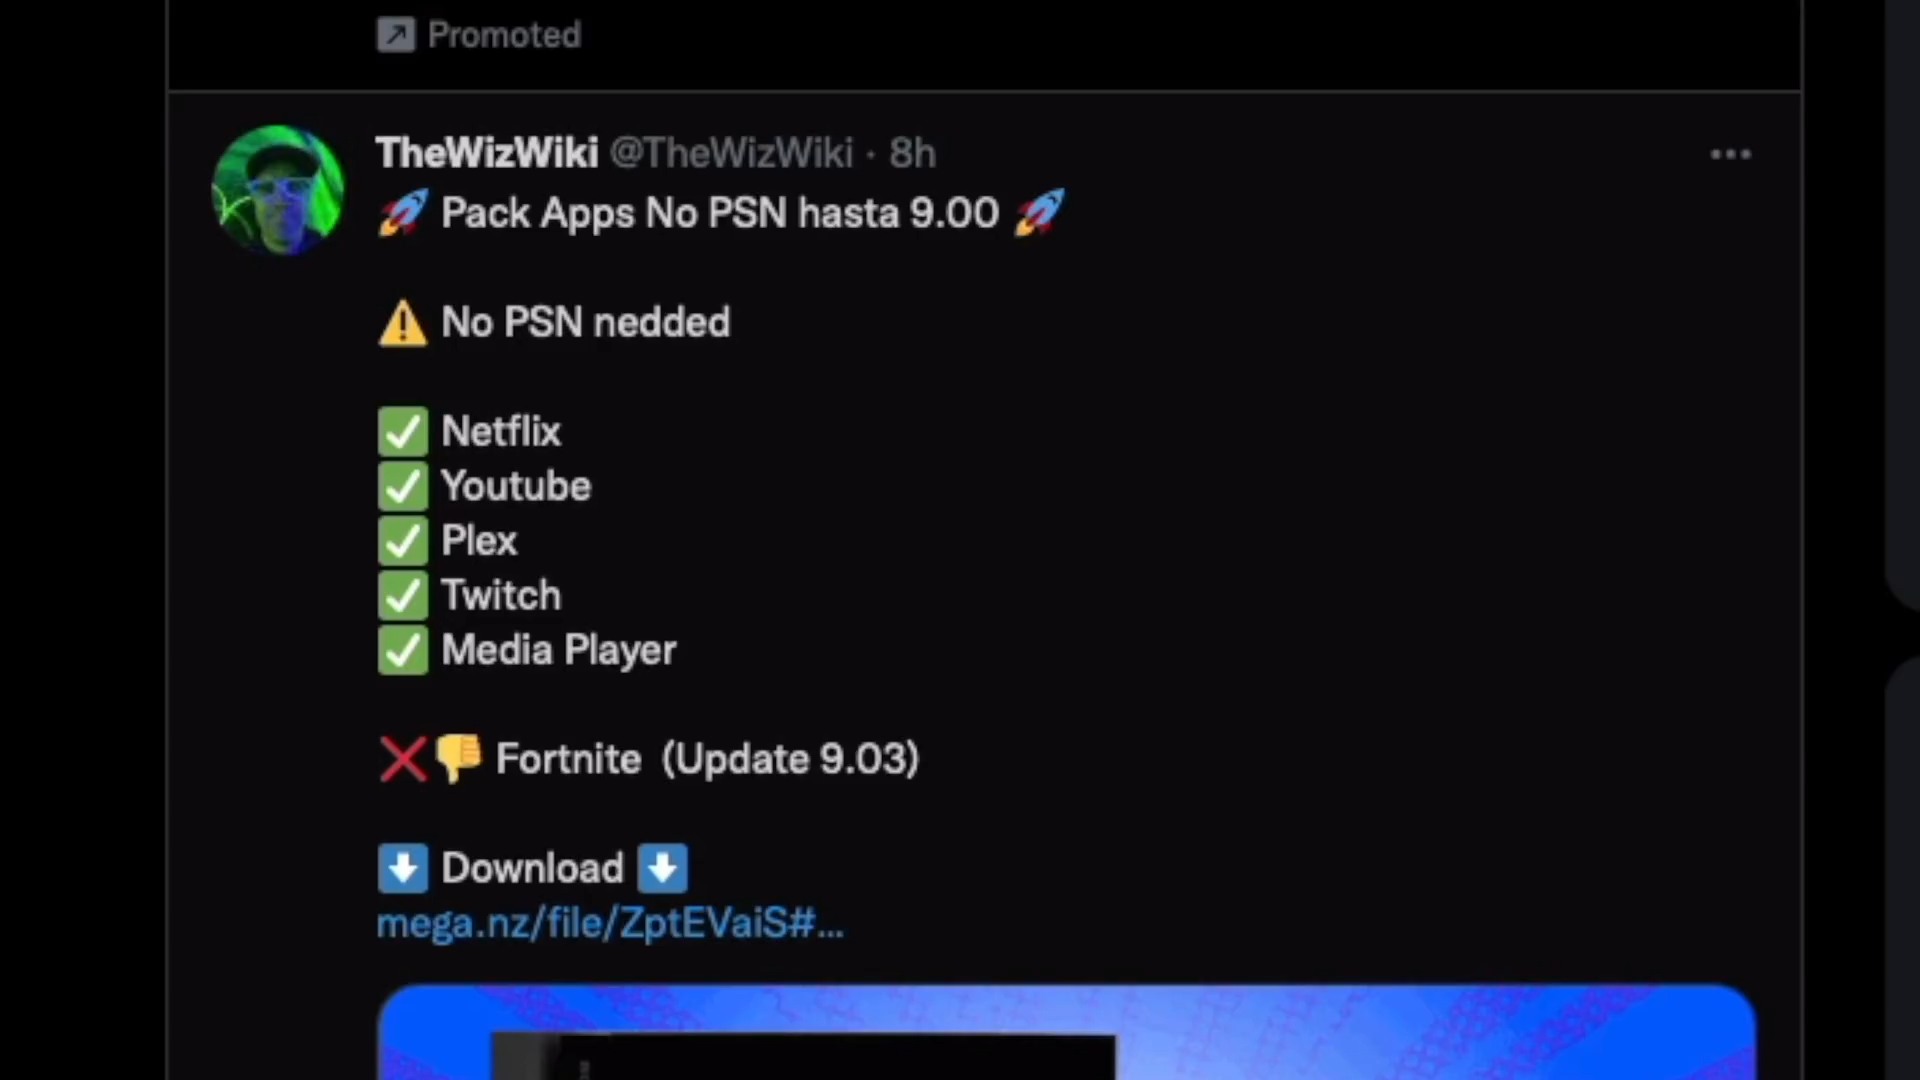 Promoted
TheWizWiki @TheWizWiki · 8h
🚀 Pack Apps No PSN hasta 9.00 🚀
⚠️ No PSN nedded
✅ Netflix
✅ Youtube
✅ Plex
✅ Twitch
✅ Media Player
❌👎 Fortnite (Update 9.03)
⬇️ Download ⬇️
mega.nz/file/ZptEVaiS#...